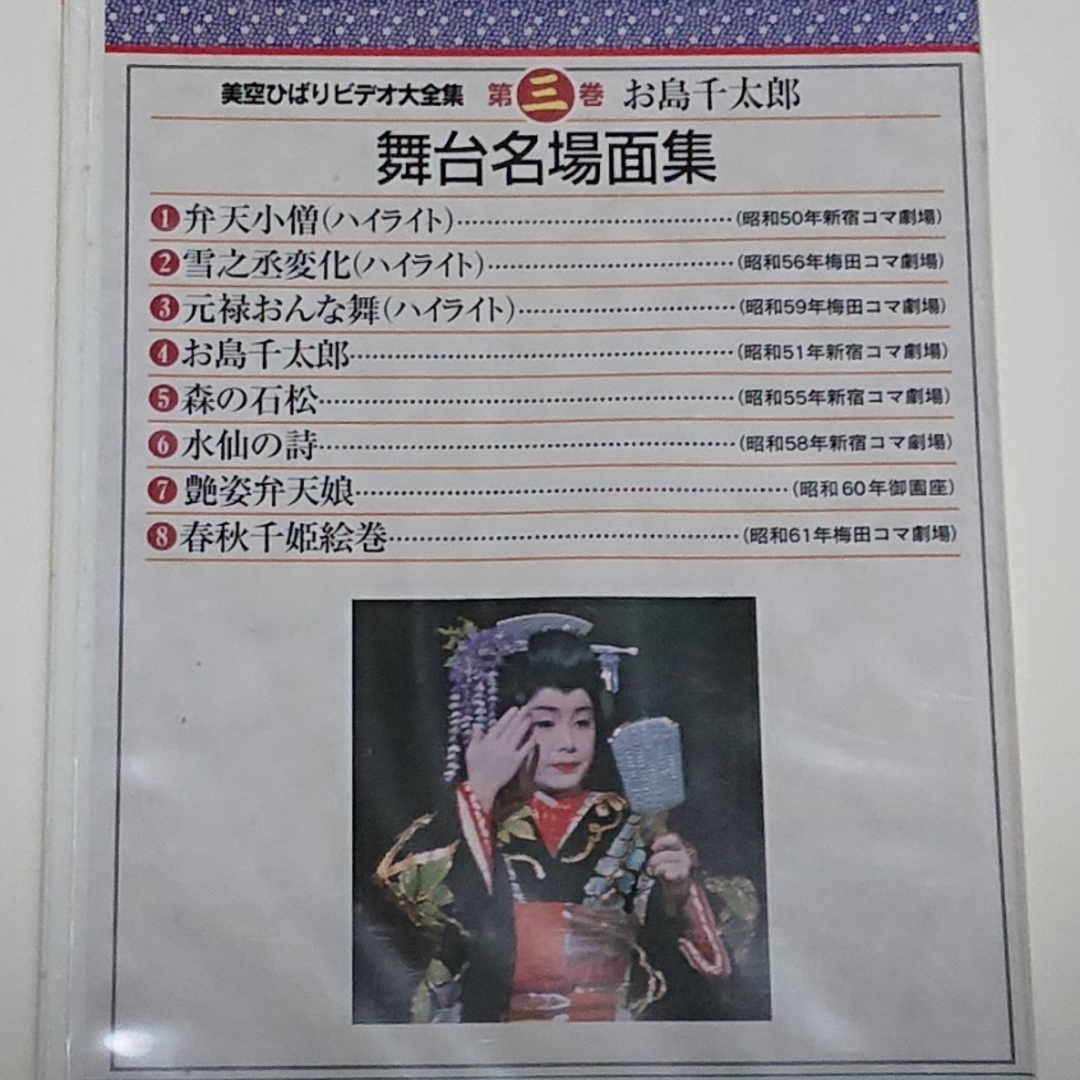 美空ひばりビデオ大全集 第三巻 お島千太郎
舞台名場面集
1 弁天小僧(ハイライト)……………………(昭和50年新宿コマ劇場)
2 雪之丞変化(ハイライト)……………………(昭和56年梅田コマ劇場)
3 元禄おんな舞(ハイライト)……………………(昭和59年梅田コマ劇場)
4 お島千太郎……………………(昭和51年新宿コマ劇場)
5 森の石松……………………(昭和55年新宿コマ劇場)
6 水仙の詩……………………(昭和58年新宿コマ劇場)
7 艶姿弁天娘……………………(昭和60年御園座)
8 春秋千姫絵巻……………………(昭和61年梅田コマ劇場)